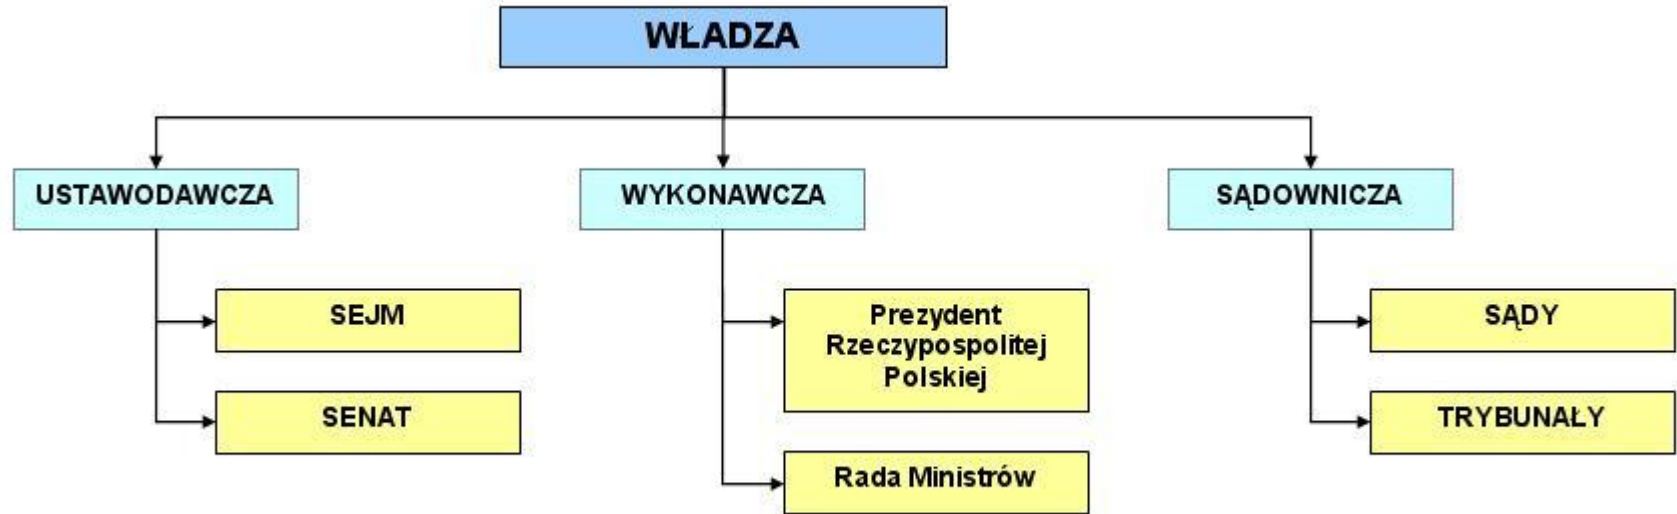 WŁADZA
USTAWODAWCZA
WYKONAWCZA
SĄDOWNICZA
SEJM
SENAT
Prezydent
Rzeczypospolitej
Polskiej
Rada Ministrów
SĄDY
TRYBUNAŁY